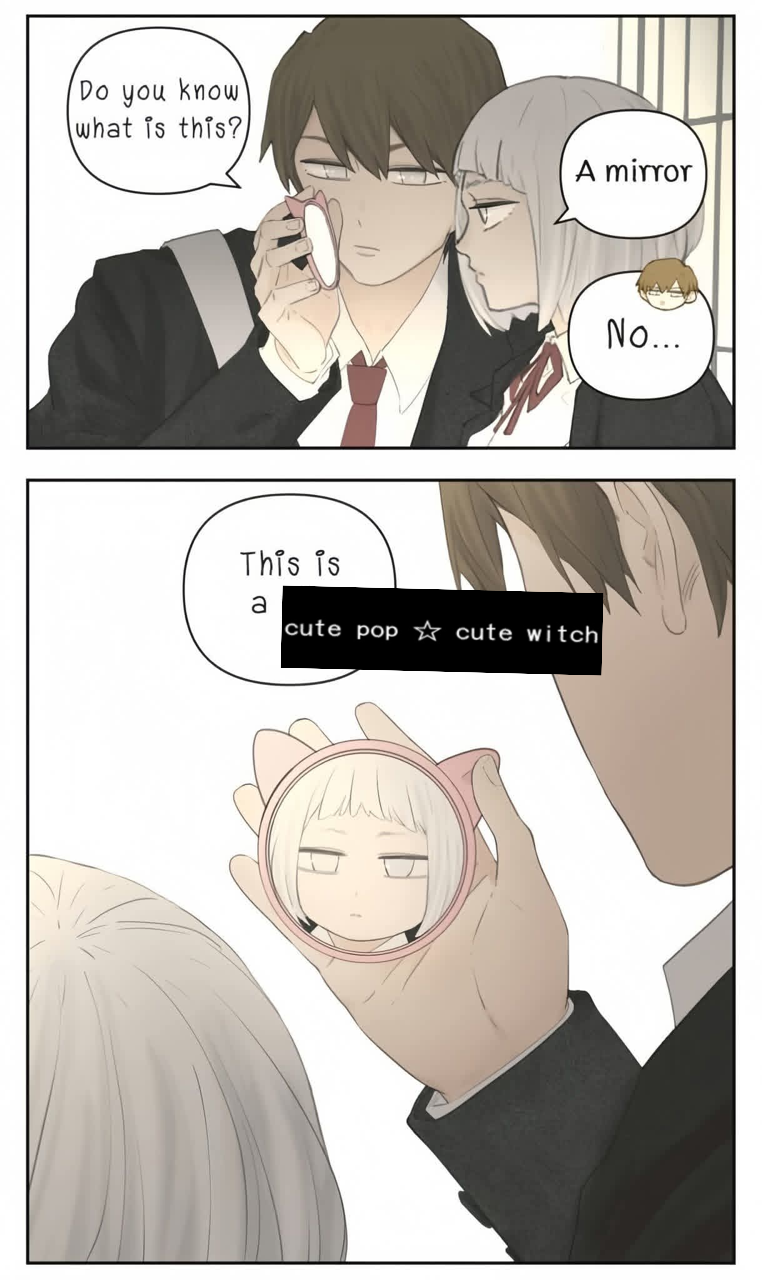 Do you know
what is this?
A mirror
No...
This is
a
cute pop ☆ cute witch